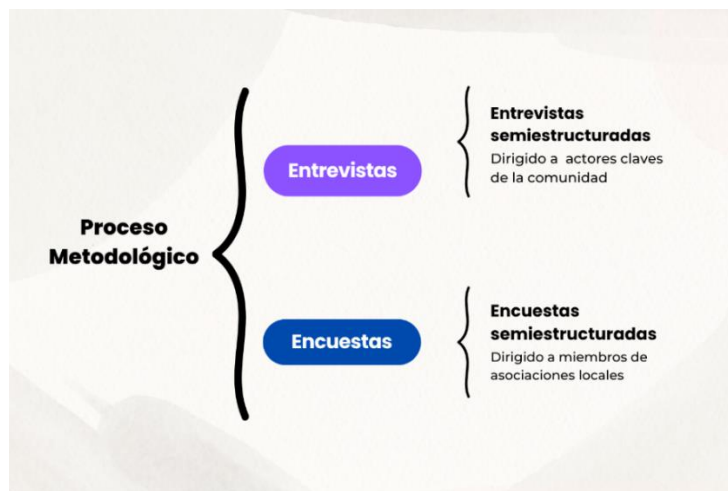 Proceso
Metodológico
Entrevistas
Entrevistas
semiestructuradas
Dirigido a actores claves
de la comunidad
Encuestas
Encuestas
semiestructuradas
Dirigido a miembros de
asociaciones locales